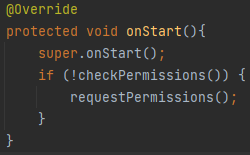 @Override
protected void onStart(){
    super.onStart();
    if (!checkPermissions()) {
        requestPermissions();
    }
}